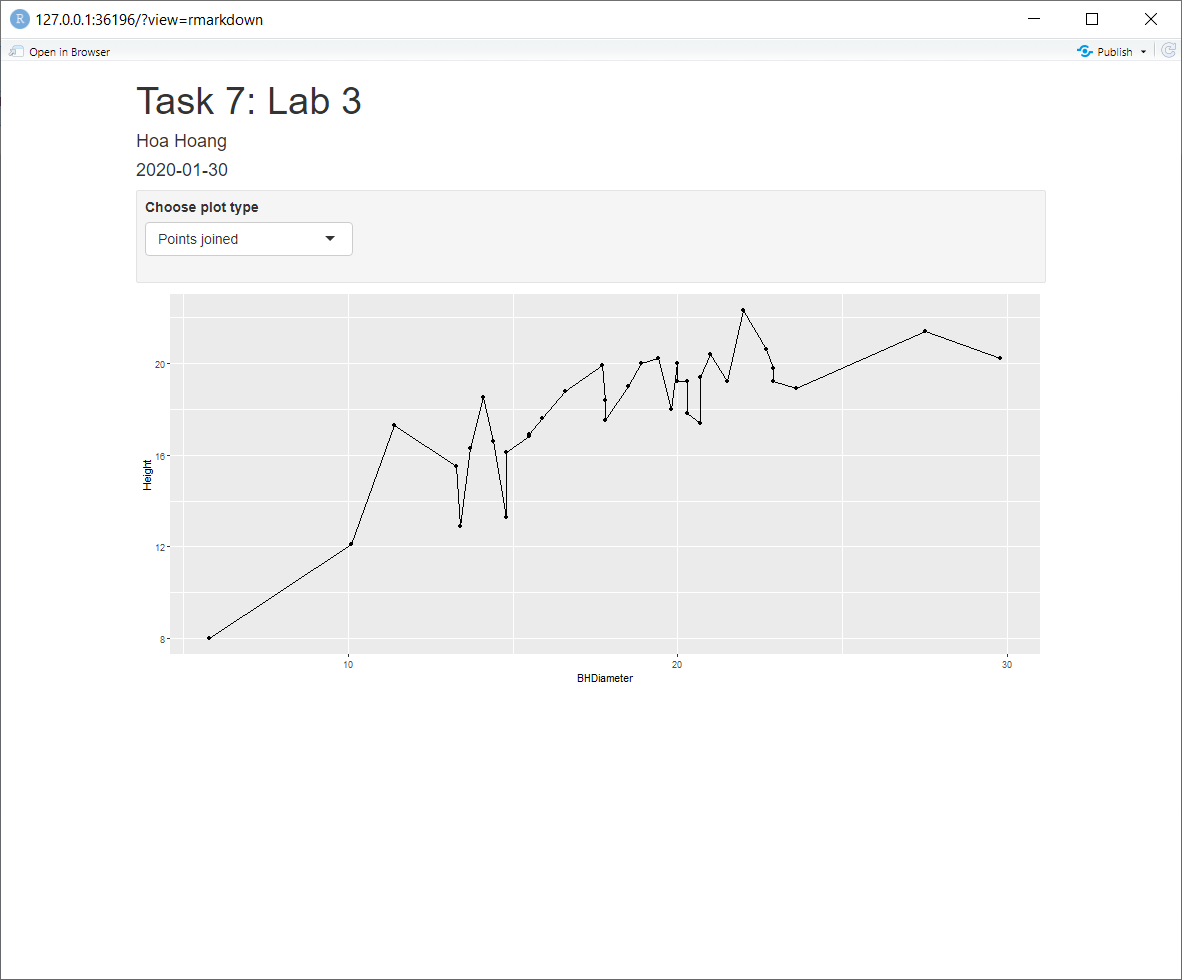 R 127.0.0.1:36196/?view=rmarkdown
Open in Browser Publish
Task 7: Lab 3
Hoa Hoang
2020-01-30
Choose plot type
Points joined
20
16
Height
12
8
10 20 30
BHDiameter